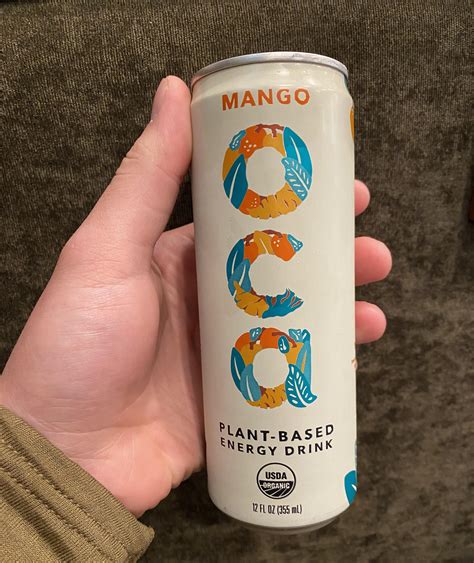 MANGO
oca
PLANT-BASED
ENERGY DRINK
USDA
ORGANIC
12 FL OZ (355 mL)